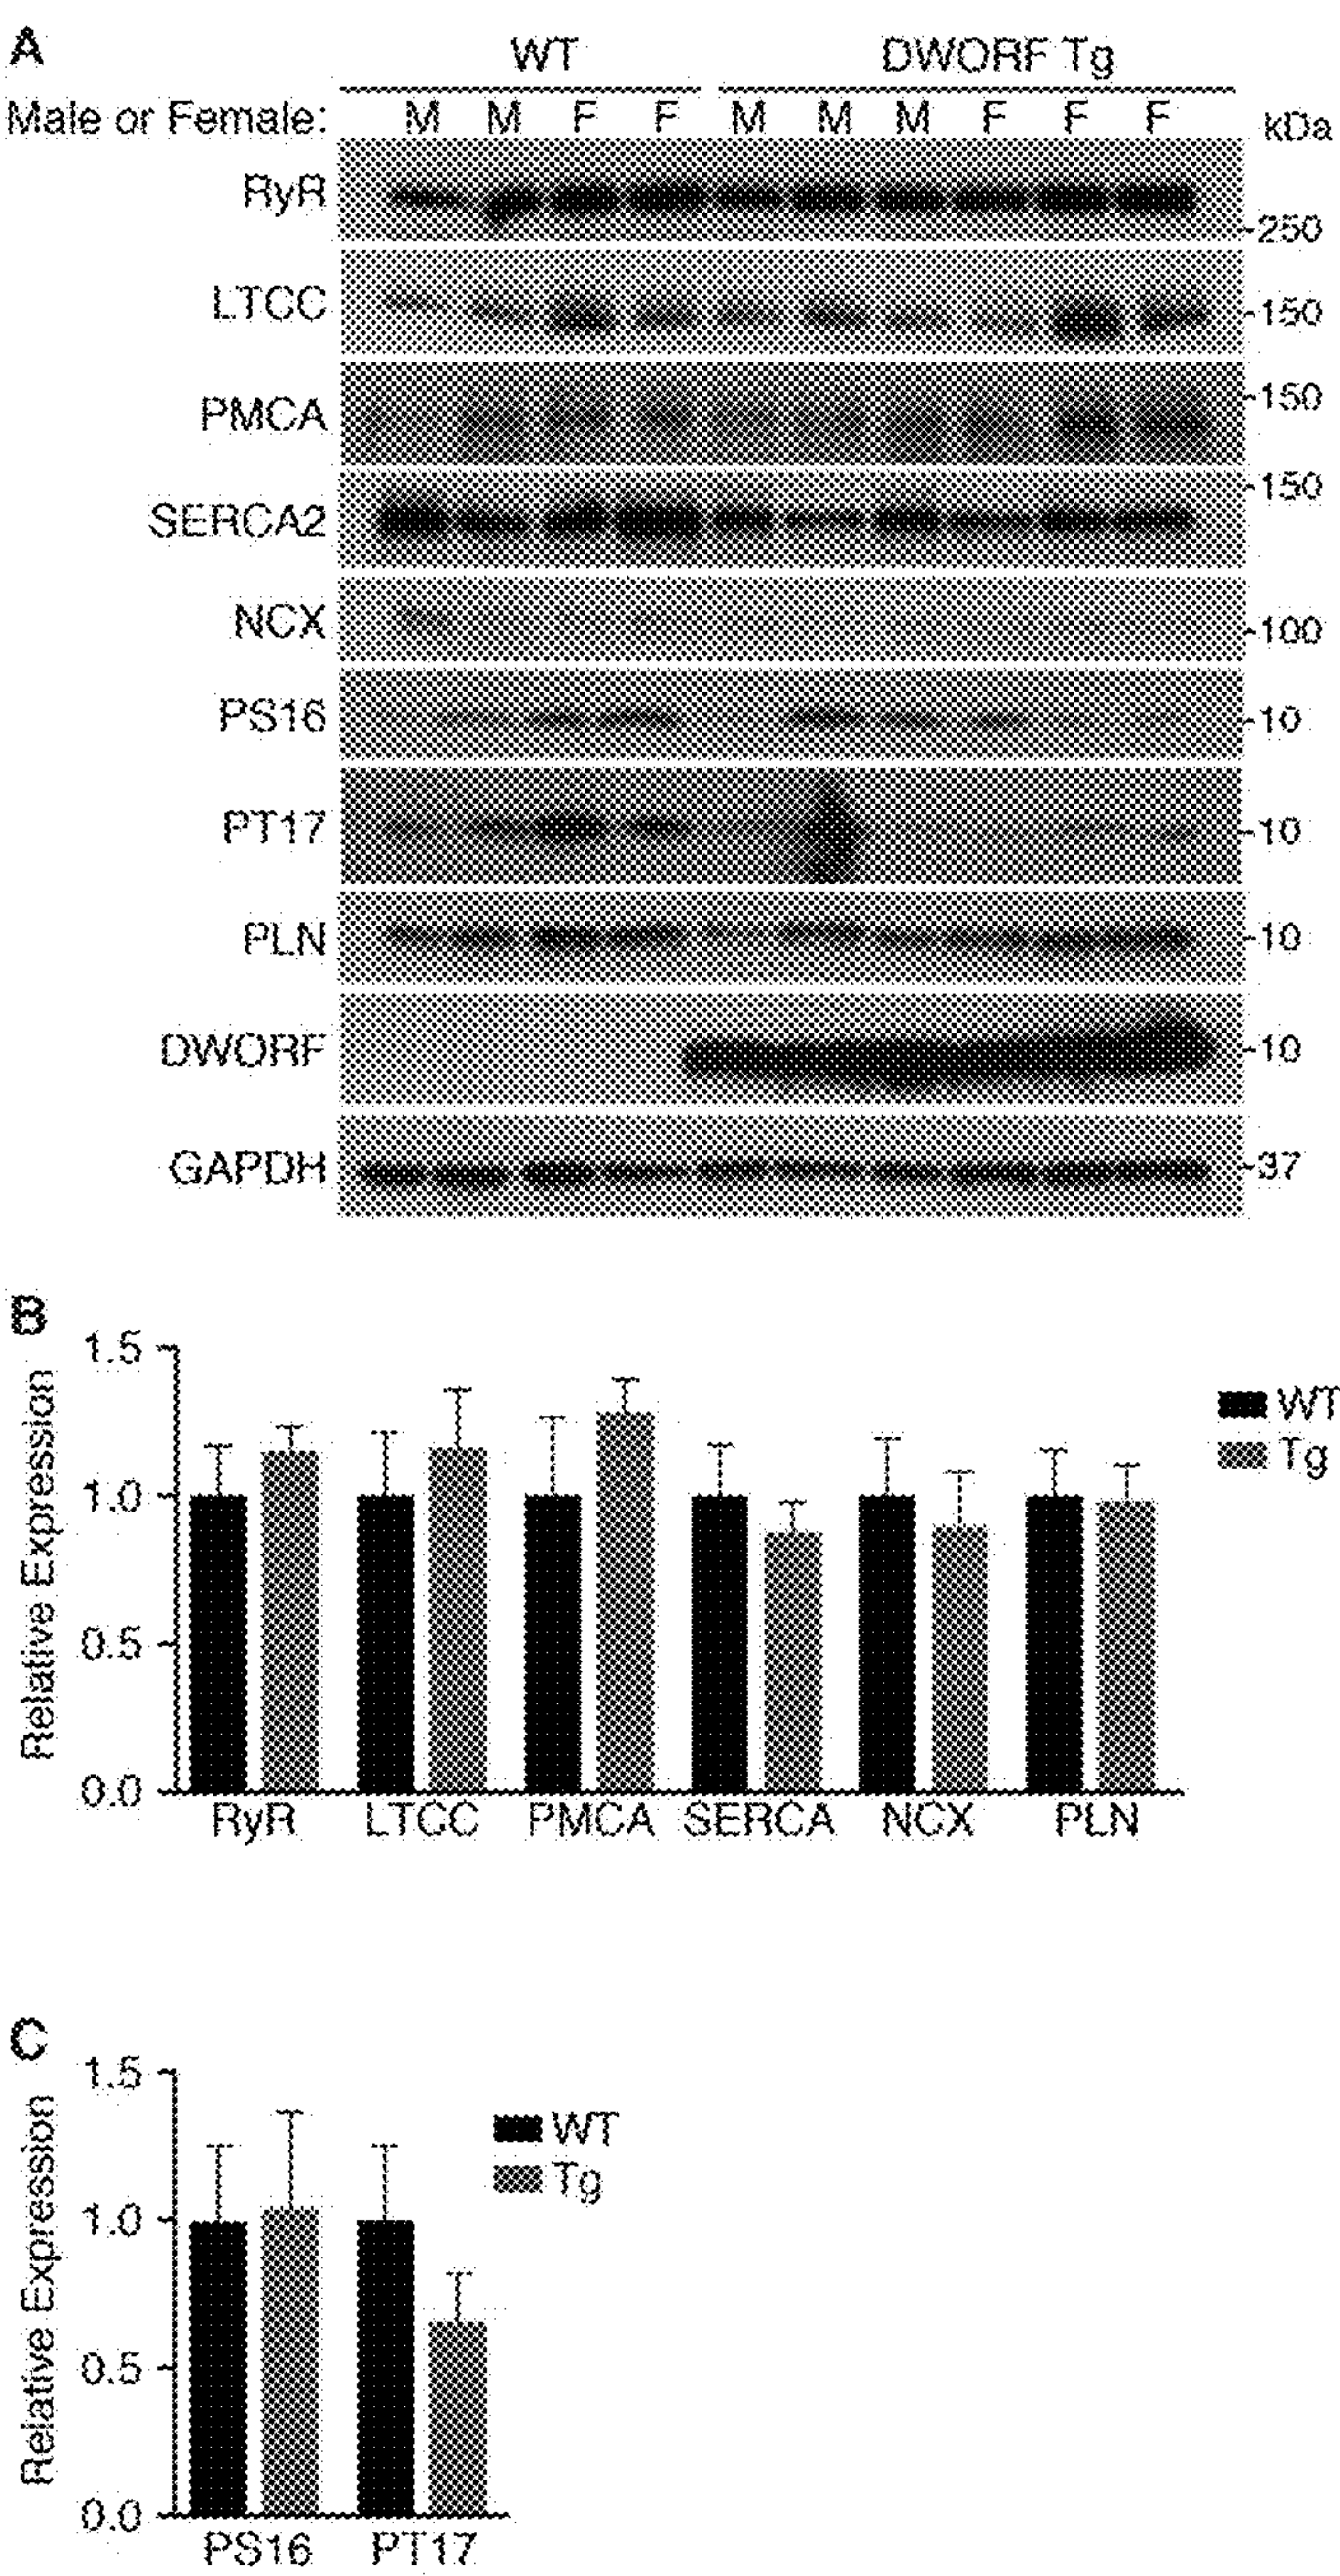 A
WT DWORF Tg
Male or Female: M M F F M M M F F F kDa
RyR 250
LTCC 150
PMCA 150
SERCA2 150
NCX 100
PS16 10
PT17 10
PLN 10
DWORF 10
GAPDH 37
B
Relative Expression
1.5
1.0
0.5
0.0
WT
Tg
RyR LTCC PMCA SERCA NCX PLN
C
Relative Expression
1.5
1.0
0.5
0.0
WT
Tg
PS16 PT17